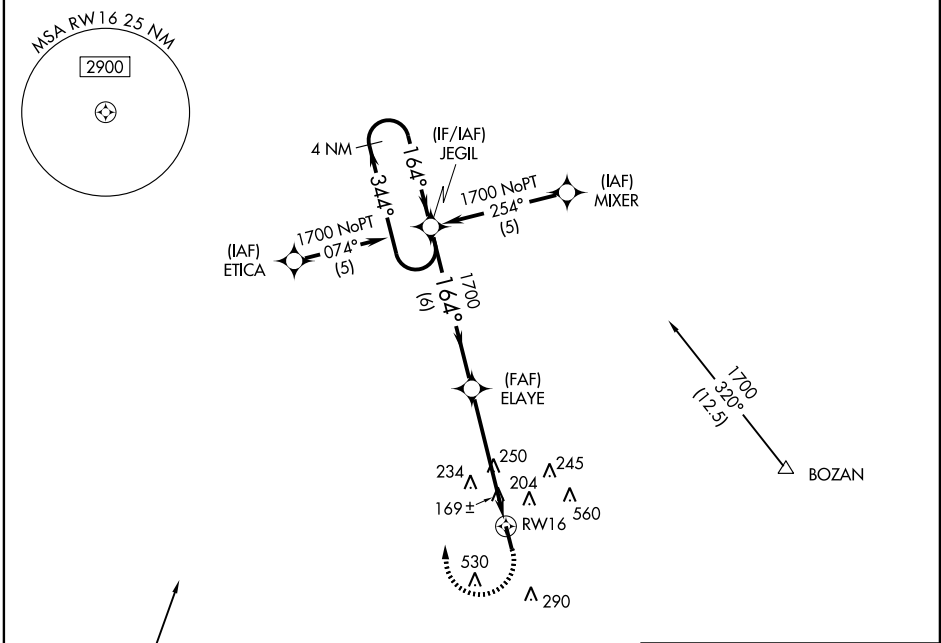 MSA RW16 25 NM
2900
4 NM
(IF/IAF)
JEGIL
164°
344°
1700 NoPT
254°
(5)
(IAF)
MIXER
(IAF)
ETICA
1700 NoPT
074°
(5)
1700
164°
(6)
(FAF)
ELAYE
1700
320°
(12.5)
BOZAN
250
234
245
204
169±
560
RW16
530
290